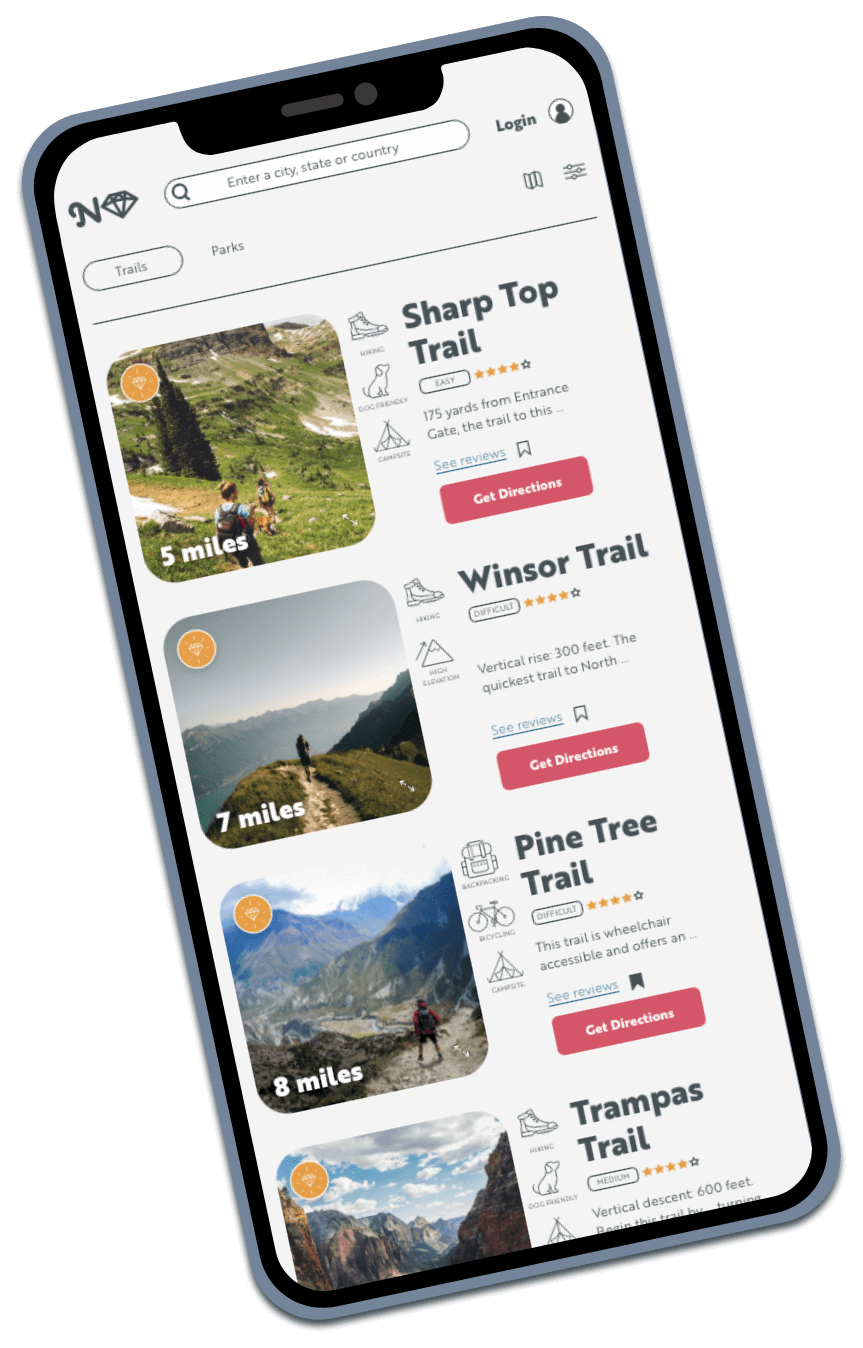 Login
Enter a city, state or country
N
Trails
Parks
Sharp Top
Trail
HIKING
EASY
DOG FRIENDLY
175 yards from Entrance
Gate, the trail to this ...
CAMPSITE
See reviews
Get Directions
5 miles
Winsor Trail
HIKING
DIFFICULT
HIGH
ELEVATION
Vertical rise: 300 feet. The
quickest trail to North ...
See reviews
Get Directions
7 miles
Pine Tree
Trail
BACKPACKING
DIFFICULT
BICYCLING
This trail is wheelchair
accessible and offers an ...
CAMPSITE
See reviews
Get Directions
8 miles
Trampas
Trail
HIKING
MEDIUM
DOG FRIENDLY
Vertical descent: 600 feet.
Begin this trail by ... turning